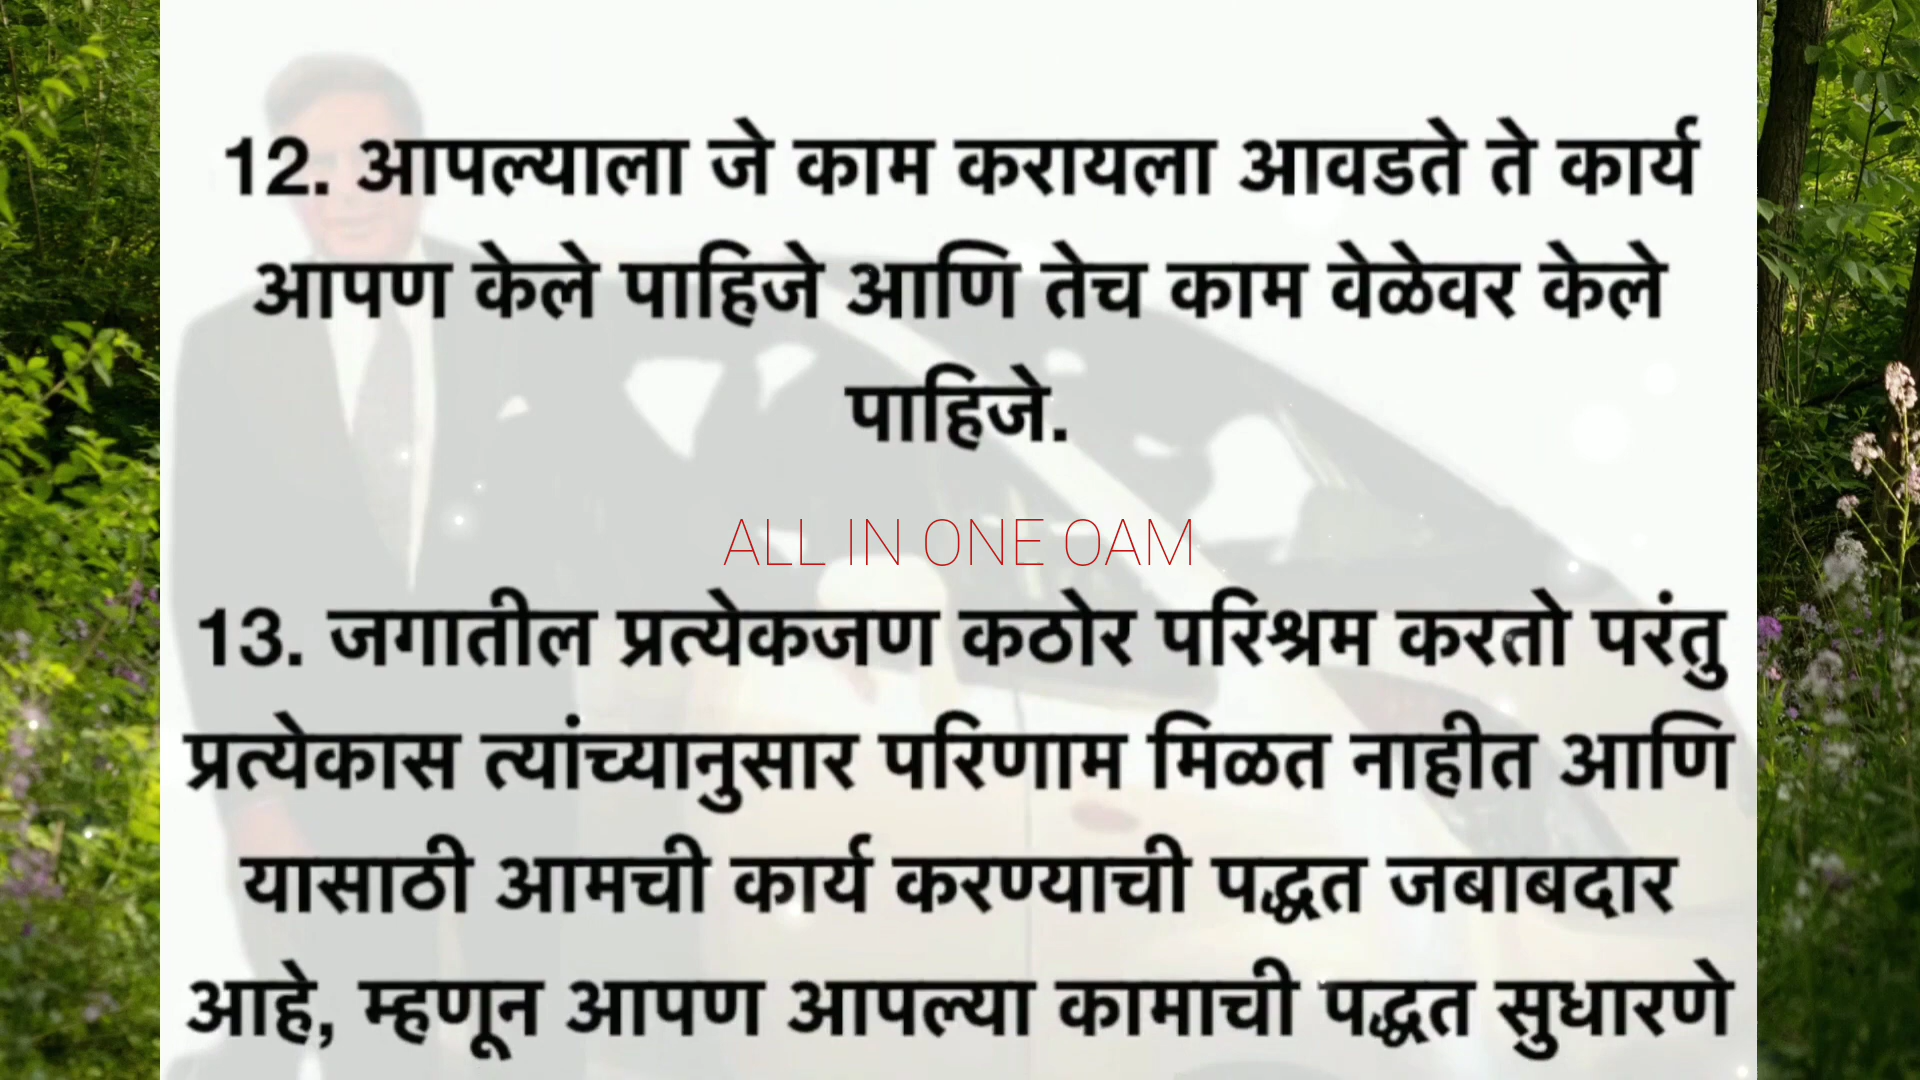 12. आपल्याला जे काम करायला आवडते ते कार्य
आपण केले पाहिजे आणि तेच काम वेळेवर केले
पाहिजे.
ALL IN ONE OAM
13. जगातील प्रत्येकजण कठोर परिश्रम करतो परंतु
प्रत्येकास त्यांच्यानुसार परिणाम मिळत नाहीत आणि
यासाठी आमची कार्य करण्याची पद्धत जबाबदार
आहे, म्हणून आपण आपल्या कामाची पद्धत सुधारणे